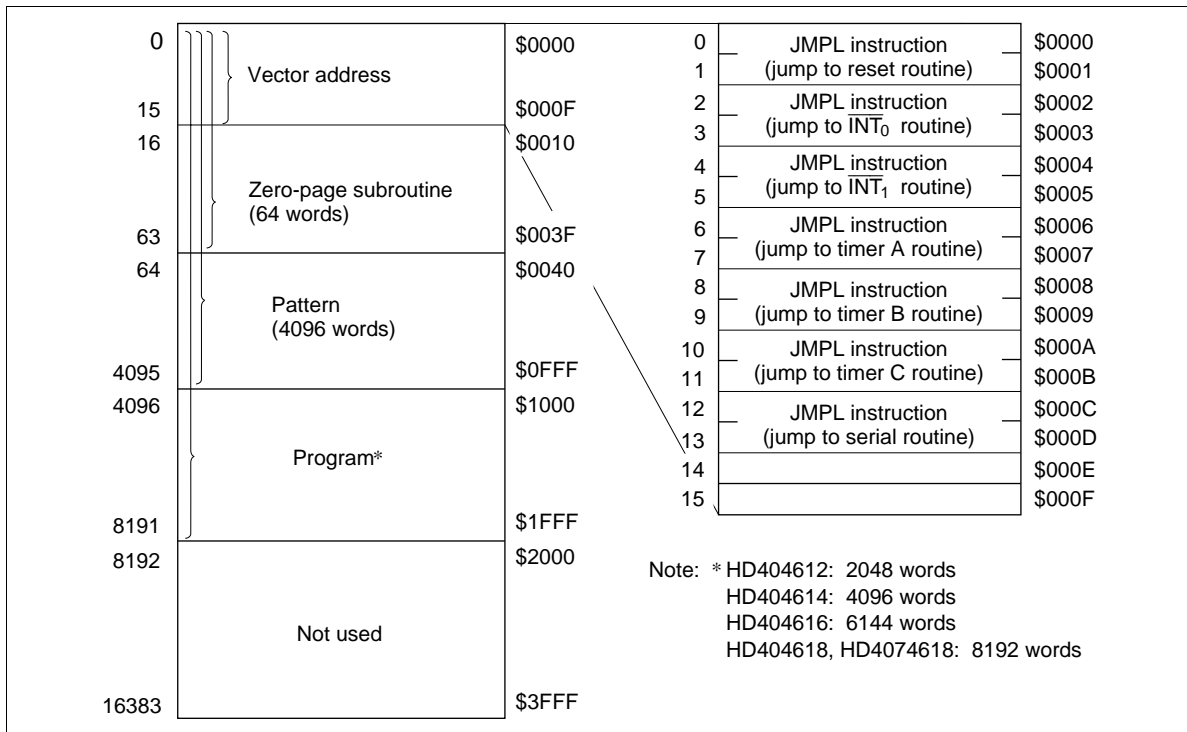 0
$0000
Vector address
15
$000F
16
$0010
Zero-page subroutine
(64 words)
63
$003F
64
$0040
Pattern
(4096 words)
4095
$0FFF
4096
$1000
Program*
8191
$1FFF
8192
$2000
Not used
16383
$3FFF
0
JMPL instruction
$0000
1
(jump to reset routine)
$0001
2
JMPL instruction
$0002
3
(jump to I̅N̅T̅₀ routine)
$0003
4
JMPL instruction
$0004
5
(jump to I̅N̅T̅₁ routine)
$0005
6
JMPL instruction
$0006
7
(jump to timer A routine)
$0007
8
JMPL instruction
$0008
9
(jump to timer B routine)
$0009
10
JMPL instruction
$000A
11
(jump to timer C routine)
$000B
12
JMPL instruction
$000C
13
(jump to serial routine)
$000D
14
$000E
15
$000F
Note: * HD404612: 2048 words
HD404614: 4096 words
HD404616: 6144 words
HD404618, HD4074618: 8192 words